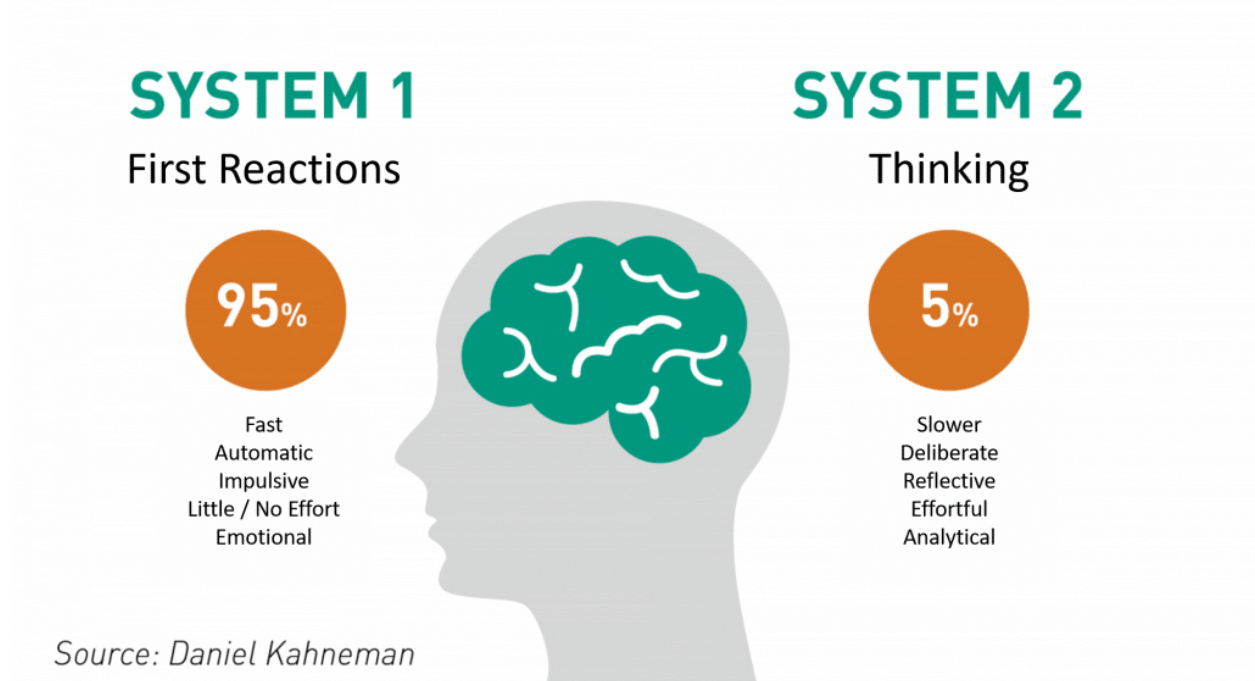 SYSTEM 1
First Reactions
95%
Fast
Automatic
Impulsive
Little / No Effort
Emotional
SYSTEM 2
Thinking
5%
Slower
Deliberate
Reflective
Effortful
Analytical
Source: Daniel Kahneman